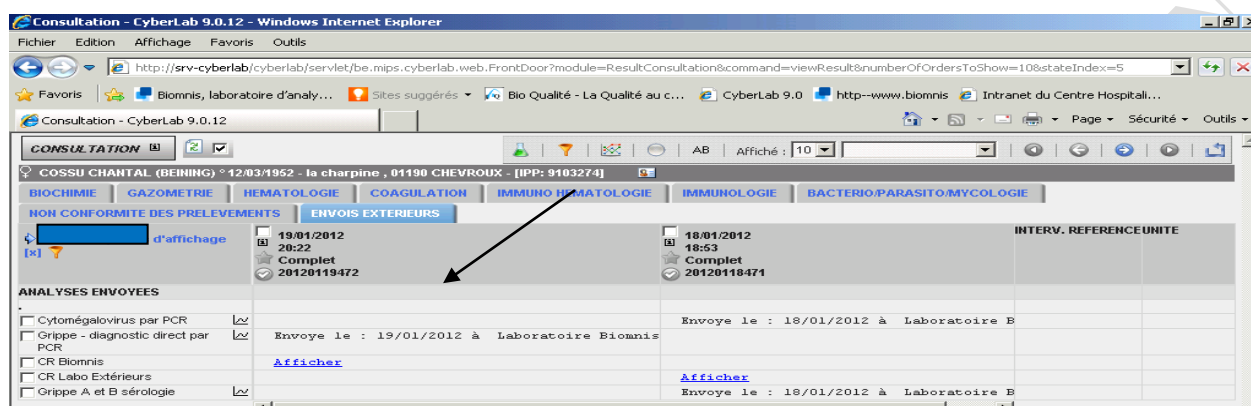 Consultation - CyberLab 9.0.12 - Windows Internet Explorer
Fichier Edition Affichage Favoris Outils
http://srv-cyberlab/cyberlab/servlet/be.mips.cyberlab.web.FrontDoor?module=ResultConsultation&command=viewResult&numberOfOrdersToShow=10&stateIndex=5
Favoris Biomnis, laboratoire d'analy... Sites suggérés Bio Qualité - La Qualité au c... CyberLab 9.0 http--www.biomnis Intranet du Centre Hospitali...
Consultation - CyberLab 9.0.12 Page Sécurité Outils
CONSULTATION AB Affiché : 10
COSSU CHANTAL (BEINING) ° 12/03/1952 - la charpine , 01190 CHEVROUX - [IPP: 9103274]
BIOCHIMIE GAZOMETRIE HEMATOLOGIE COAGULATION IMMUNO HEMATOLOGIE IMMUNOLOGIE BACTERIO/PARASITO/MYCOLOGIE
NON CONFORMITE DES PRELEVEMENTS ENVOIS EXTERIEURS
d'affichage 19/01/2012 18/01/2012 INTERV. REFERENCE UNITE
[x] 20:22 18:53
Complet Complet
20120119472 20120118471
ANALYSES ENVOYEES
.
Cytomégalovirus par PCR Envoye le : 18/01/2012 à Laboratoire B
Grippe - diagnostic direct par Envoye le : 19/01/2012 à Laboratoire Biomnis
PCR
CR Biomnis Afficher
CR Labo Extérieurs Afficher
Grippe A et B sérologie Envoye le : 18/01/2012 à Laboratoire B